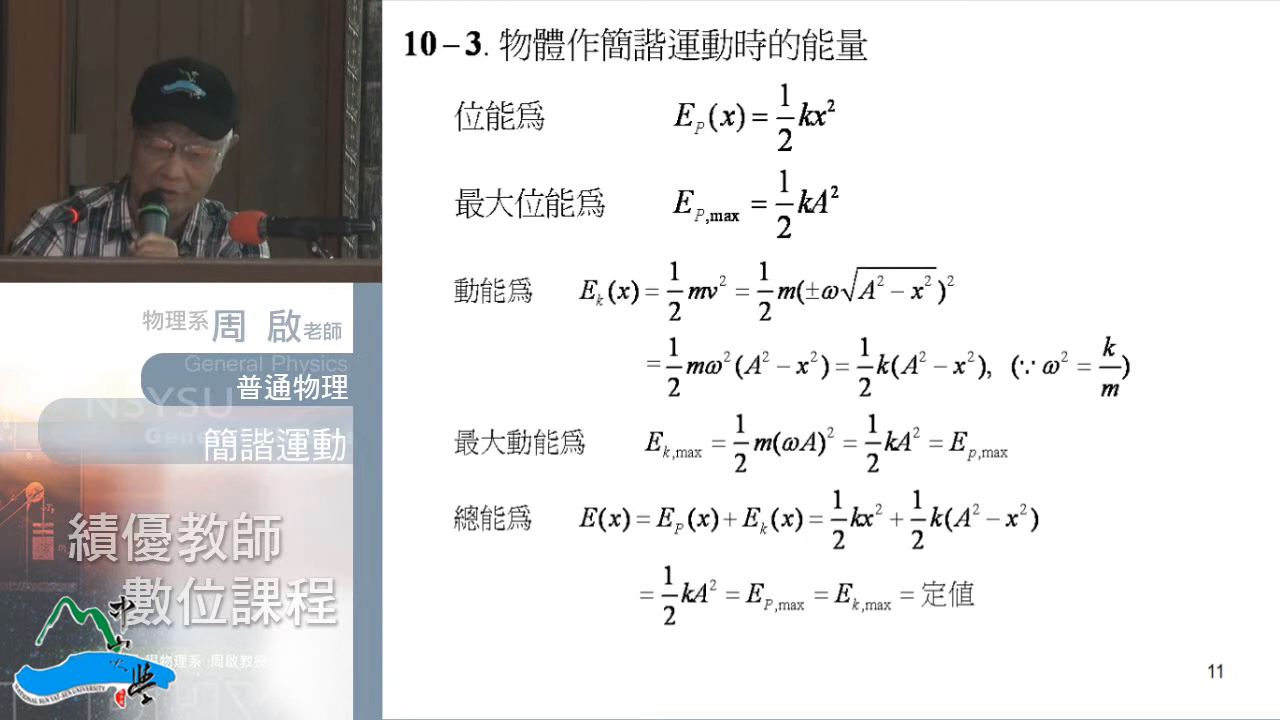 10-3. 物體作簡諧運動時的能量
位能爲 E_P(x) = 1/2 kx²
最大位能爲 E_P,max = 1/2 kA²
動能爲 E_k(x) = 1/2 mv² = 1/2 m(±ω√(A² − x²))²
= 1/2 mω²(A² − x²) = 1/2 k(A² − x²), (∵ ω² = k/m)
最大動能爲 E_k,max = 1/2 m(ωA)² = 1/2 kA² = E_p,max
總能爲 E(x) = E_P(x) + E_k(x) = 1/2 kx² + 1/2 k(A² − x²)
= 1/2 kA² = E_P,max = E_k,max = 定值
11
物理系 周 啟 老師
General Physics
普通物理
NSYSU
簡諧運動
績優教師
數位課程
物理系 周啟教授
NATIONAL SUN YAT-SEN UNIVERSITY